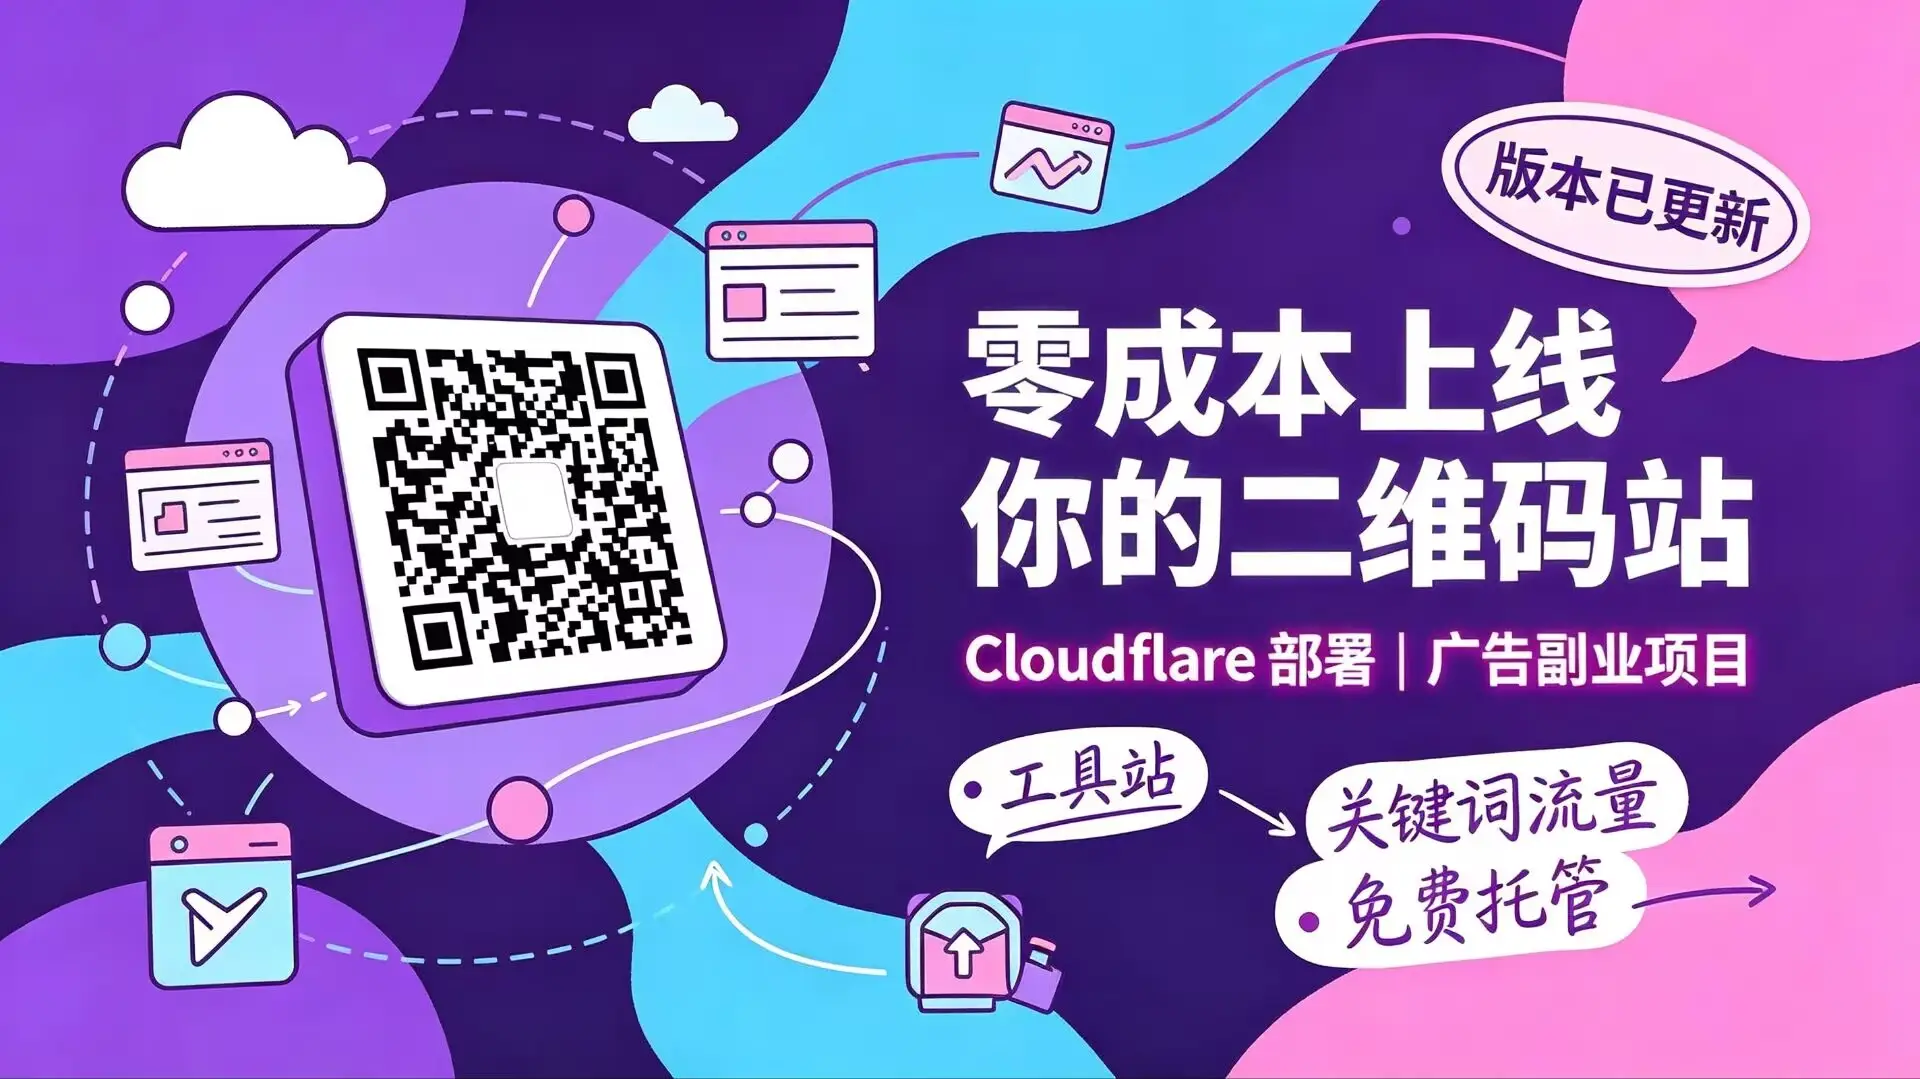 版本已更新
零成本上线
你的二维码站
Cloudflare 部署 | 广告副业项目
工具站
关键词流量
免费托管